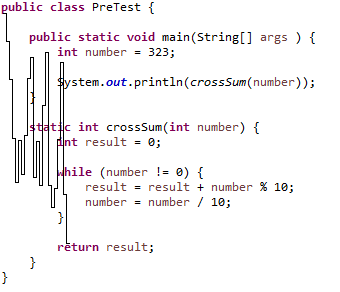 public class PreTest {
public static void main(String[] args ) {
int number = 323;
System.out.println(crossSum(number));
}
static int crossSum(int number) {
int result = 0;
while (number != 0) {
result = result + number % 10;
number = number / 10;
}
return result;
}
}